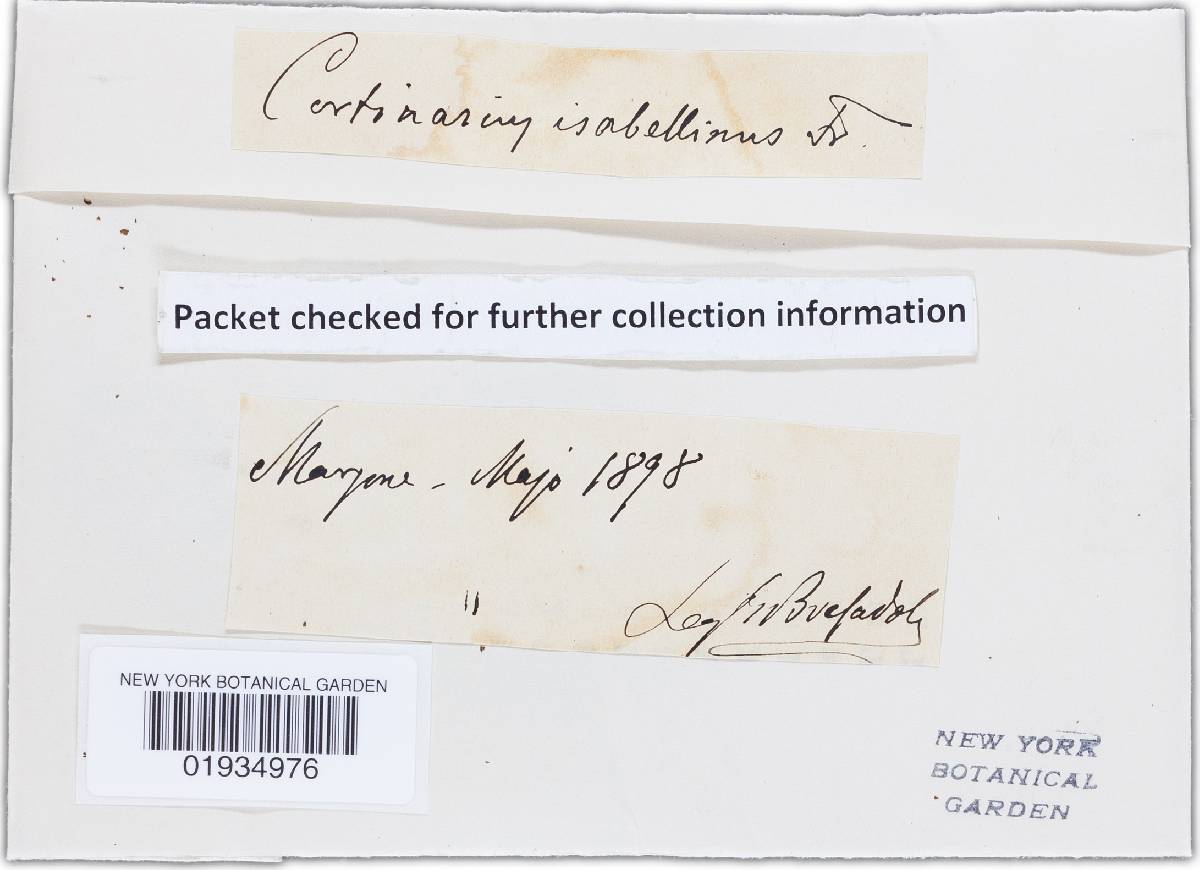 Cortinarius isabellinus Fr.
Packet checked for further collection information
Margone - Majo 1898
"
Leg Bresadola
NEW YORK BOTANICAL GARDEN
01934976
NEW YORK
BOTANICAL
GARDEN